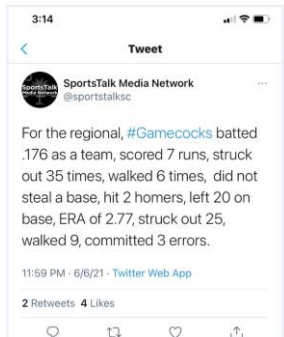 3:14
Tweet
SportsTalk
Media Network
SportsTalk Media Network
@sportstalksc
For the regional, #Gamecocks batted
.176 as a team, scored 7 runs, struck
out 35 times, walked 6 times, did not
steal a base, hit 2 homers, left 20 on
base, ERA of 2.77, struck out 25,
walked 9, committed 3 errors.
11:59 PM · 6/6/21 · Twitter Web App
2 Retweets 4 Likes